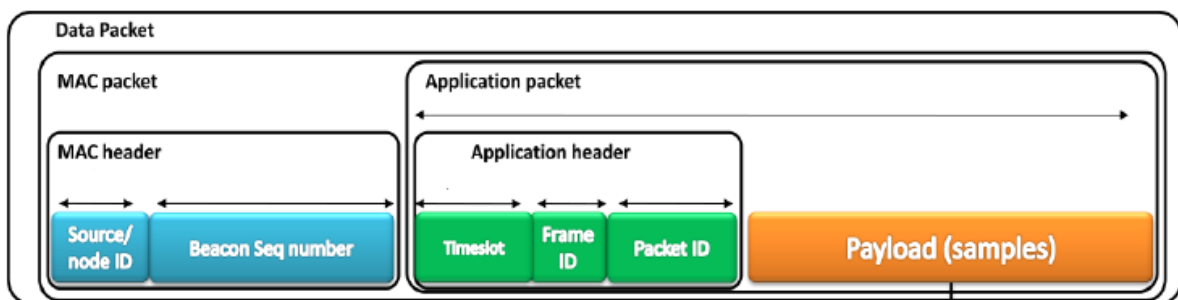 Data Packet
MAC packet
Application packet
MAC header
Application header
Source/
node ID
Beacon Seq number
Timeslot
Frame
ID
Packet ID
Payload (samples)